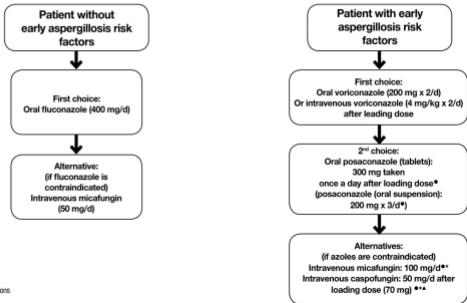 Patient without
early aspergillosis risk
factors
First choice:
Oral fluconazole (400 mg/d)
Alternative:
(if fluconazole is
contraindicated)
Intravenous micafungin
(50 mg/d)
Patient with early
aspergillosis risk
factors
First choice:
Oral voriconazole (200 mg x 2/d)
Or intravenous voriconazole (4 mg/kg x 2/d)
after leading dose
2nd choice:
Oral posaconazole (tablets):
300 mg taken
once a day after loading dose●
(posaconazole (oral suspension):
200 mg x 3/d●)
Alternatives:
(if azoles are contraindicated)
Intravenous micafungin: 100 mg/d●*
Intravenous caspofungin: 50 mg/d after
loading dose (70 mg) ●*▲
ons